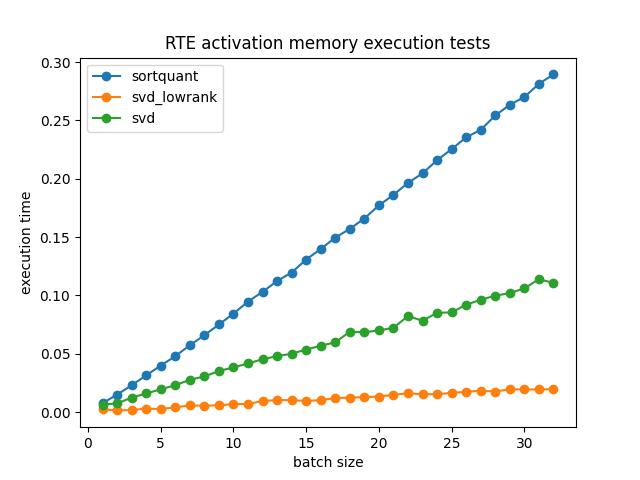 RTE activation memory execution tests
sortquant
svd_lowrank
svd
execution time
0.30
0.25
0.20
0.15
0.10
0.05
0.00
0 5 10 15 20 25 30
batch size